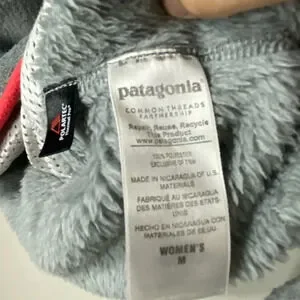 patagonia
COMMON THREADS
PARTNERSHIP
Repair, Reuse, Recycle
This Product
www.patagonia.com
100% POLYESTER
EXCLUSIVE OF TRIM
MADE IN NICARAGUA OF U.S.
MATERIALS
FABRIQUÉ AU NICARAGUA
DES MATIÈRES DES ETATS-
UNIS
HECHO EN NICARAGUA CON
MATERIALES DE EE.UU.
WOMEN'S
M
POLARTEC